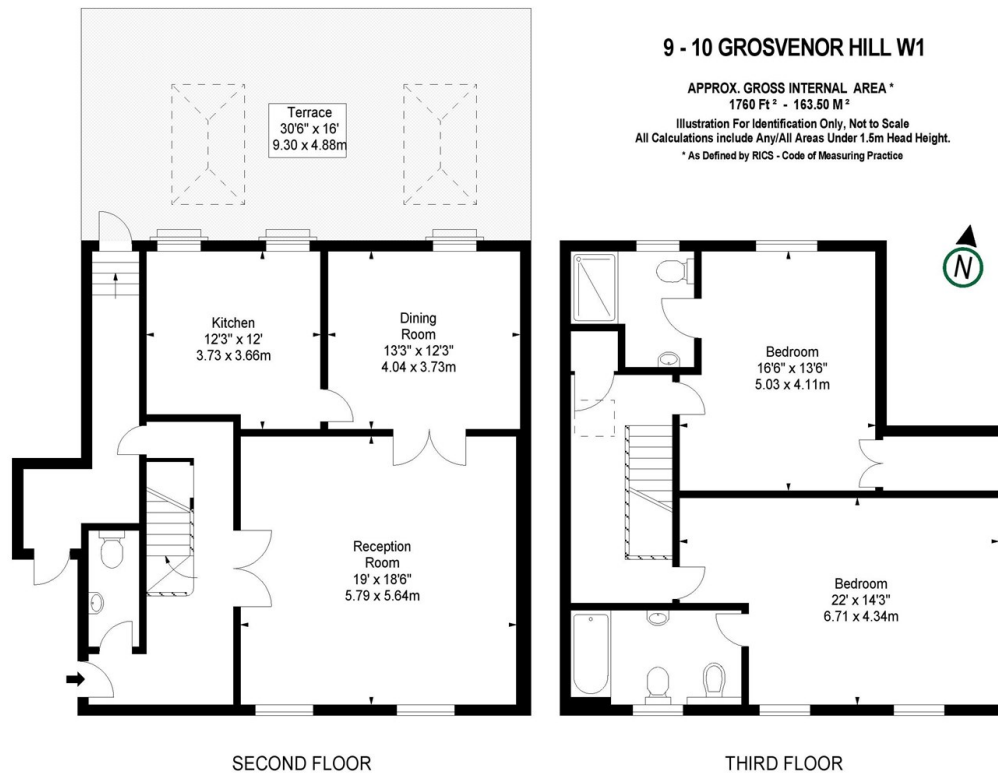 9 - 10 GROSVENOR HILL W1
APPROX. GROSS INTERNAL AREA *
1760 Ft ² - 163.50 M ²
Illustration For Identification Only, Not to Scale
All Calculations include Any/All Areas Under 1.5m Head Height.
* As Defined by RICS - Code of Measuring Practice
N
Terrace
30'6" x 16'
9.30 x 4.88m
Kitchen
12'3" x 12'
3.73 x 3.66m
Dining
Room
13'3" x 12'3"
4.04 x 3.73m
Reception
Room
19' x 18'6"
5.79 x 5.64m
SECOND FLOOR
Bedroom
16'6" x 13'6"
5.03 x 4.11m
Bedroom
22' x 14'3"
6.71 x 4.34m
THIRD FLOOR